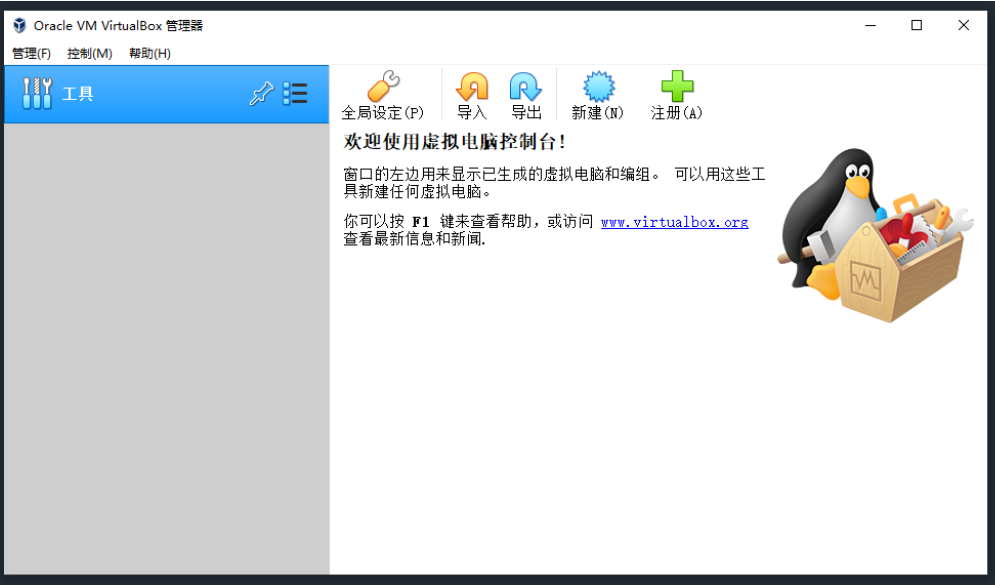 Oracle VM VirtualBox 管理器
管理(F) 控制(M) 帮助(H)
工具
全局设定(P) 导入 导出 新建(N) 注册(A)
欢迎使用虚拟电脑控制台!
窗口的左边用来显示已生成的虚拟电脑和编组。 可以用这些工
具新建任何虚拟电脑。
你可以按 F1 键来查看帮助，或访问 www.virtualbox.org
查看最新信息和新闻.